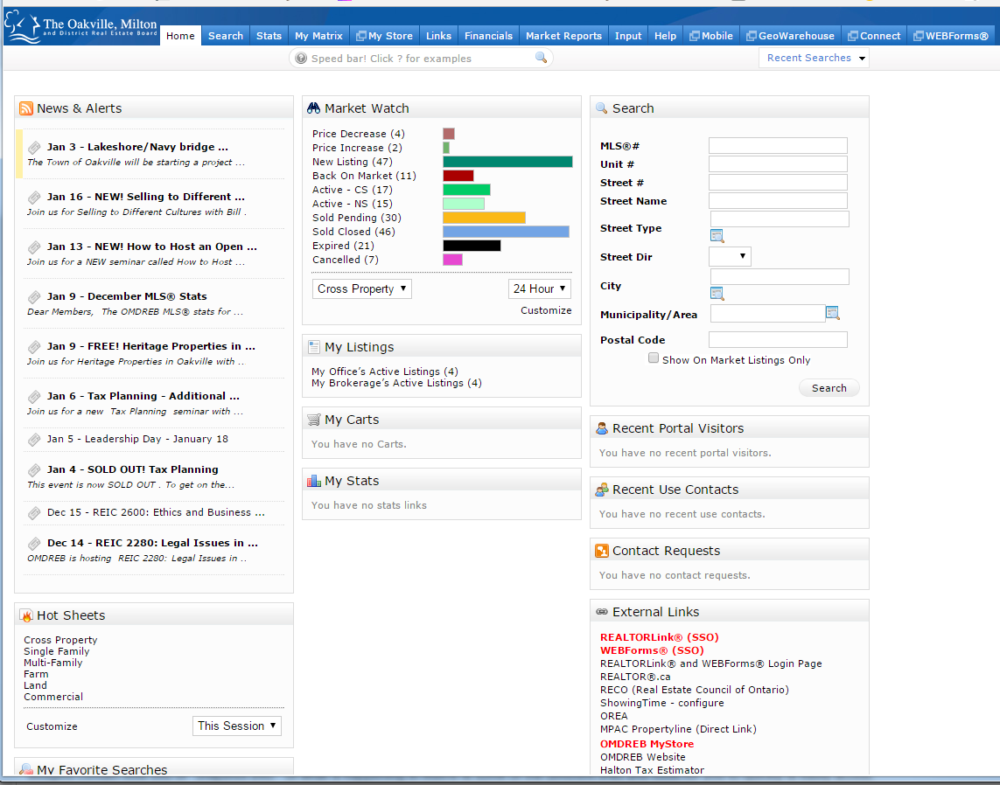 The Oakville, Milton
and District Real Estate Board
Home Search Stats My Matrix My Store Links Financials Market Reports Input Help Mobile GeoWarehouse Connect WEBForms®
Speed bar! Click ? for examples
Recent Searches
News & Alerts
Jan 3 - Lakeshore/Navy bridge ...
The Town of Oakville will be starting a project ...
Jan 16 - NEW! Selling to Different ...
Join us for Selling to Different Cultures with Bill .
Jan 13 - NEW! How to Host an Open ...
Join us for a NEW seminar called How to Host ...
Jan 9 - December MLS® Stats
Dear Members, The OMDREB MLS® stats for ...
Jan 9 - FREE! Heritage Properties in ...
Join us for Heritage Properties in Oakville with ..
Jan 6 - Tax Planning - Additional ...
Join us for a new Tax Planning seminar with ...
Jan 5 - Leadership Day - January 18
Jan 4 - SOLD OUT! Tax Planning
This event is now SOLD OUT . To get on the...
Dec 15 - REIC 2600: Ethics and Business ...
Dec 14 - REIC 2280: Legal Issues in ...
OMDREB is hosting REIC 2280: Legal Issues in ..
Hot Sheets
Cross Property
Single Family
Multi-Family
Farm
Land
Commercial
Customize
This Session
My Favorite Searches
Market Watch
Price Decrease (4)
Price Increase (2)
New Listing (47)
Back On Market (11)
Active - CS (17)
Active - NS (15)
Sold Pending (30)
Sold Closed (46)
Expired (21)
Cancelled (7)
Cross Property
24 Hour
Customize
My Listings
My Office's Active Listings (4)
My Brokerage's Active Listings (4)
My Carts
You have no Carts.
My Stats
You have no stats links
Search
MLS®#
Unit #
Street #
Street Name
Street Type
Street Dir
City
Municipality/Area
Postal Code
Show On Market Listings Only
Search
Recent Portal Visitors
You have no recent portal visitors.
Recent Use Contacts
You have no recent use contacts.
Contact Requests
You have no contact requests.
External Links
REALTORLink® (SSO)
WEBForms® (SSO)
REALTORLink® and WEBForms® Login Page
REALTOR®.ca
RECO (Real Estate Council of Ontario)
ShowingTime - configure
OREA
MPAC Propertyline (Direct Link)
OMDREB MyStore
OMDREB Website
Halton Tax Estimator